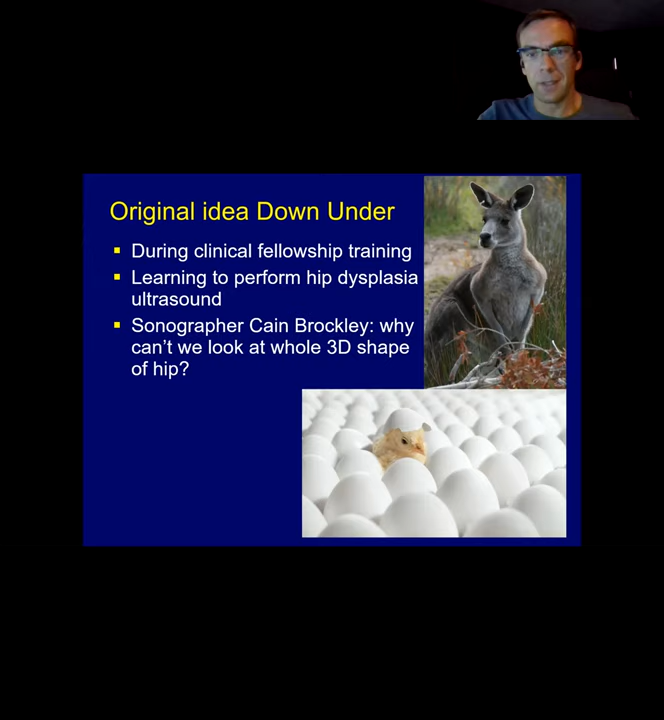 Original idea Down Under
▪ During clinical fellowship training
▪ Learning to perform hip dysplasia
ultrasound
▪ Sonographer Cain Brockley: why
can't we look at whole 3D shape
of hip?